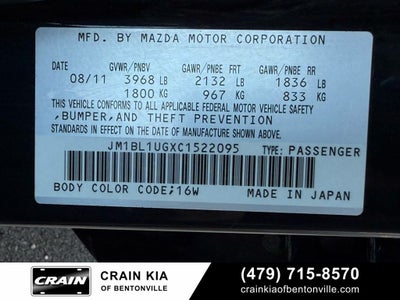 MFD. BY MAZDA MOTOR CORPORATION
DATE GVWR/PNBV GAWR/PNBE FRT GAWR/PNBE RR
08/11 3968 LB 2132 LB 1836 LB
1800 KG 967 KG 833 KG
THIS VEHICLE CONFORMS TO ALL APPLICABLE FEDERAL MOTOR VEHICLE SAFETY
,BUMPER,AND THEFT PREVENTION
STANDARDS IN EFFECT ON THE DATE OF MANUFACTURE SHOWN ABOVE.
JM1BL1UGXC1522095 TYPE: PASSENGER
BODY COLOR CODE;16W MADE IN JAPAN
CRAIN
CRAIN KIA
OF BENTONVILLE
(479) 715-8570
crainkiaofbentonville.com